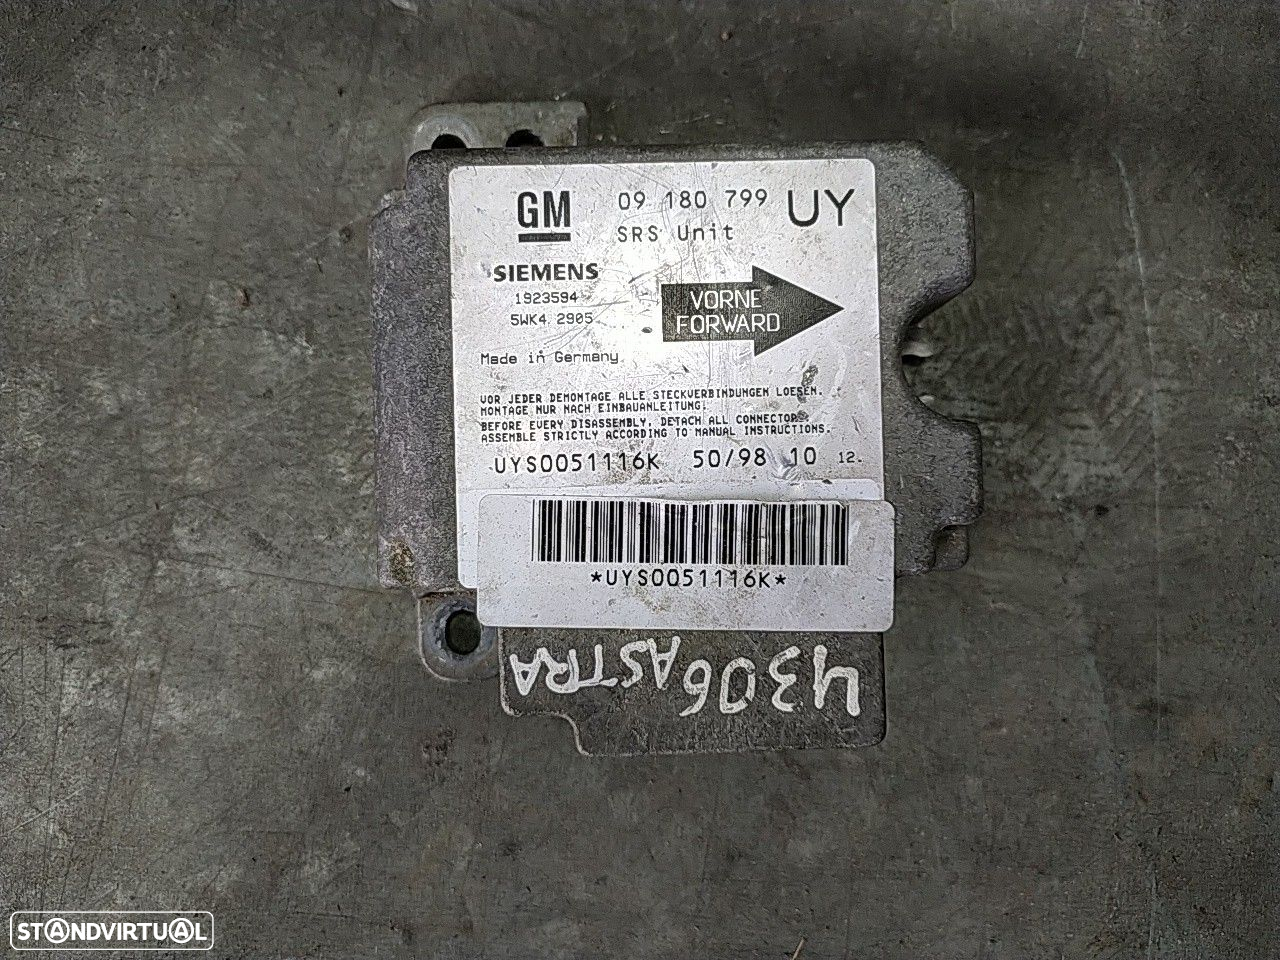 GM
09 180 799 UY
SRS Unit
SIEMENS
1923594
5WK4 2905
VORNE
FORWARD
Made in Germany
VOR JEDER DEMONTAGE ALLE STECKVERBINDUNGEN LOESEN.
MONTAGE NUR NACH EINBAUANLEITUNG.
BEFORE EVERY DISASSEMBLY, DETACH ALL CONNECTORS.
ASSEMBLE STRICTLY ACCORDING TO MANUAL INSTRUCTIONS.
UYS0051116K 50/98 10 12.
*UYS0051116K*
4306 ASTRA
STANDVIRTUAL